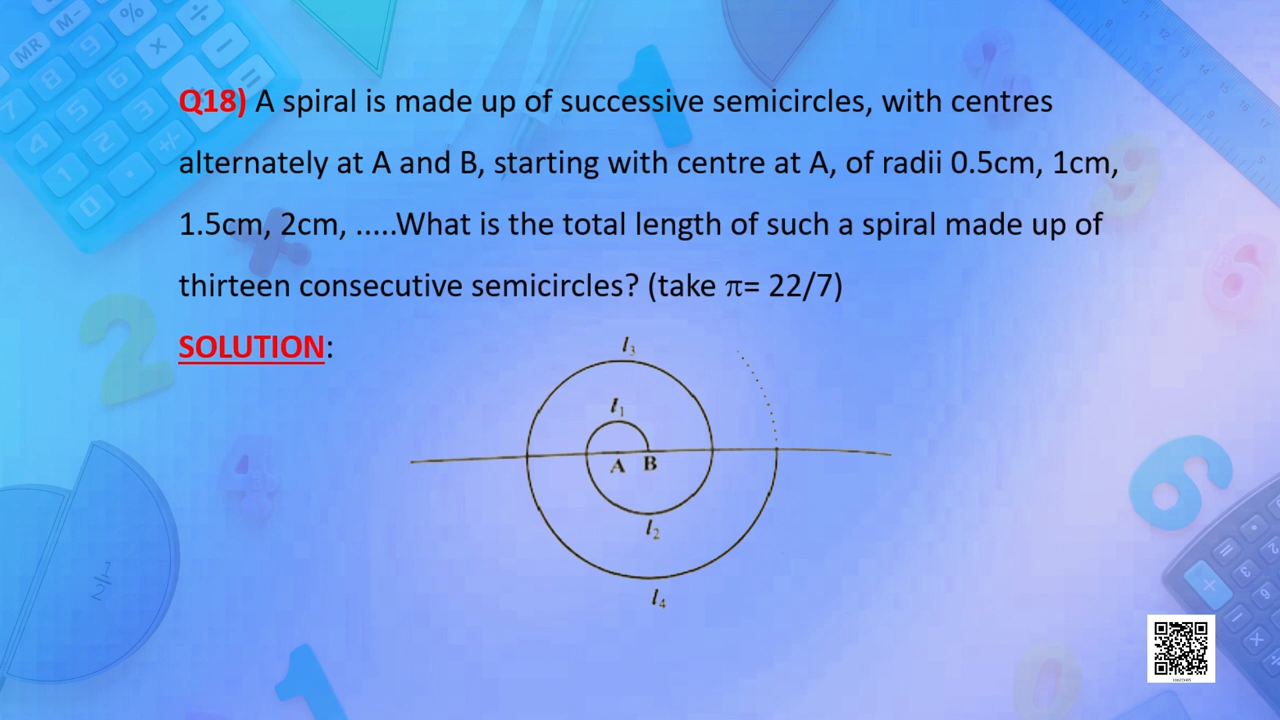 Q18) A spiral is made up of successive semicircles, with centres
alternately at A and B, starting with centre at A, of radii 0.5cm, 1cm,
1.5cm, 2cm, .....What is the total length of such a spiral made up of
thirteen consecutive semicircles? (take π= 22/7)
SOLUTION:
l₃
l₁
A B
l₂
l₄